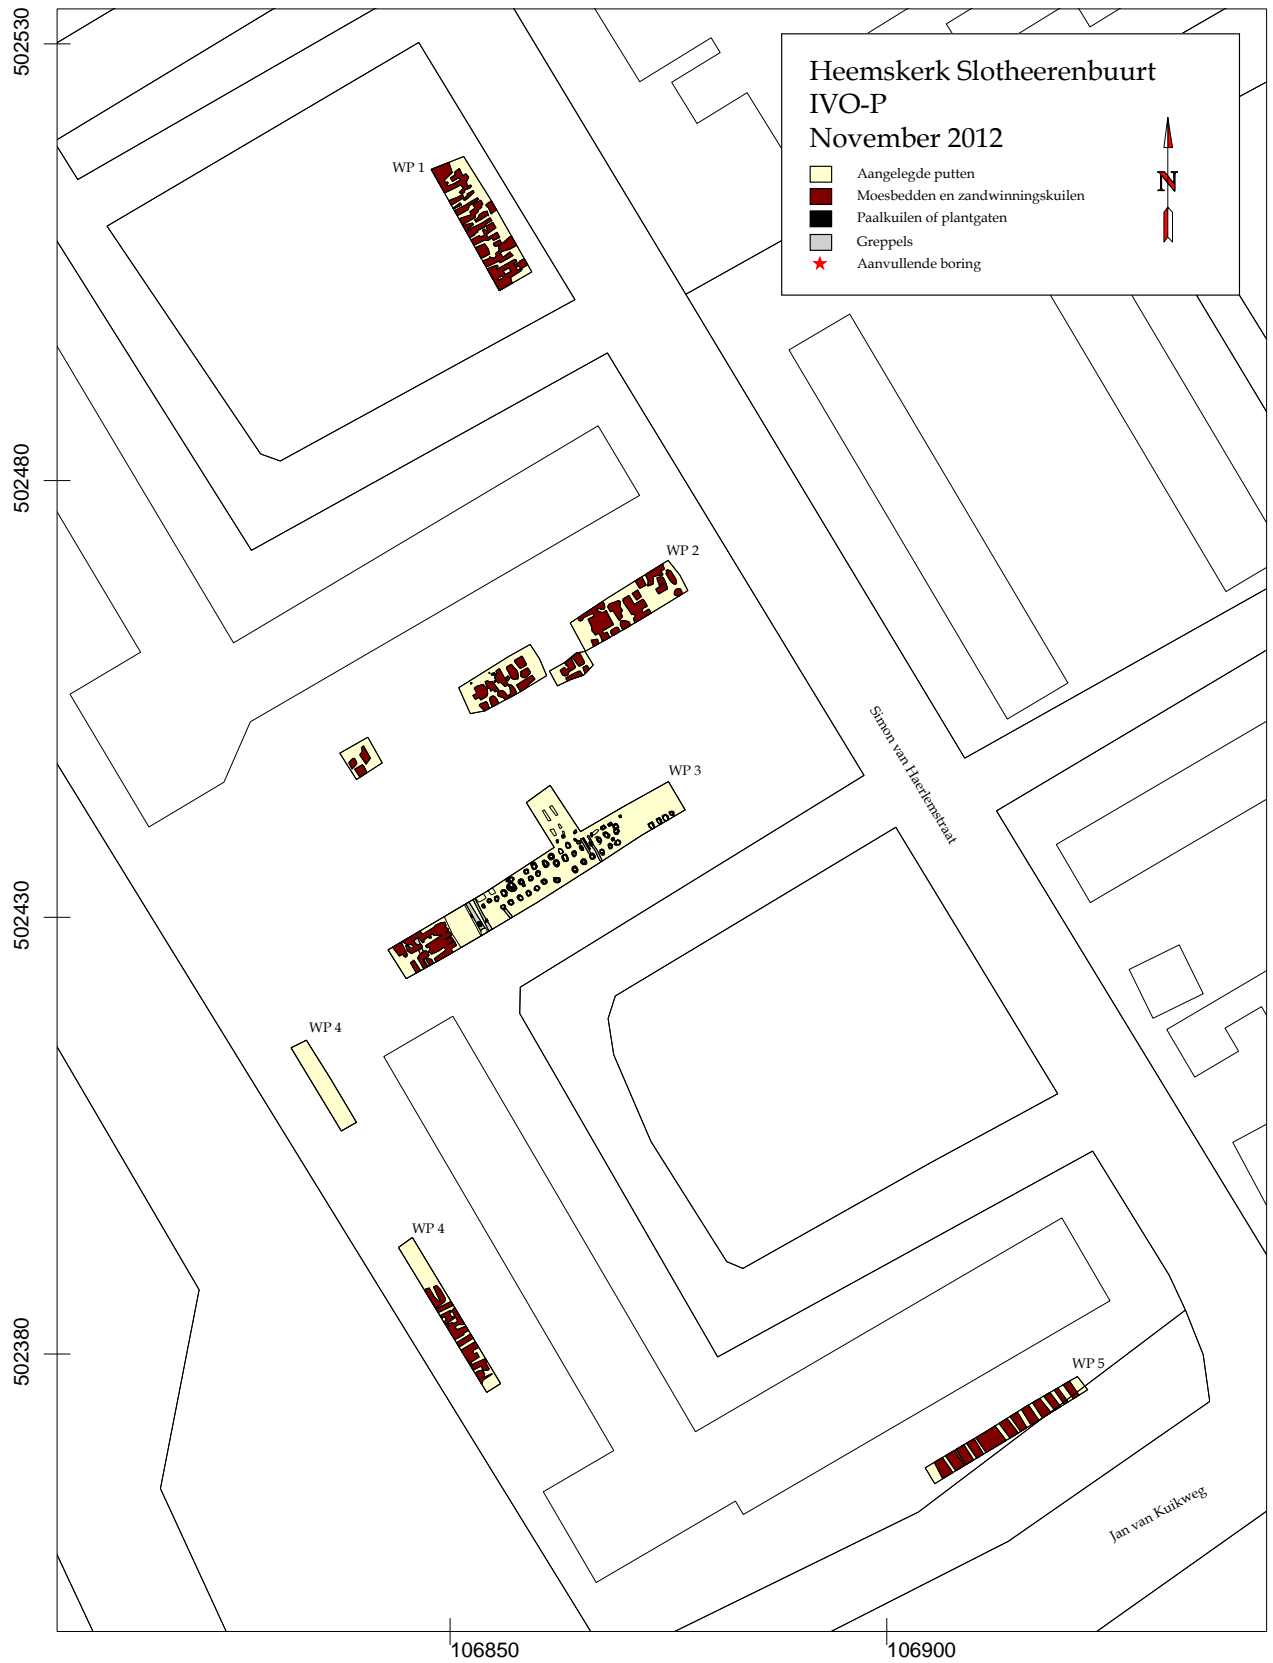 Heemskerk Slotheerenbuurt
IVO-P
November 2012
Aangelegde putten
Moesbedden en zandwinningskuilen
Paalkuilen of plantgaten
Greppels
Aanvullende boring
N
502530
WP 1
502480
WP 2
Simon van Haerlemstraat
WP 3
502430
WP 4
WP 4
502380
WP 5
Jan van Kuikweg
106850
106900